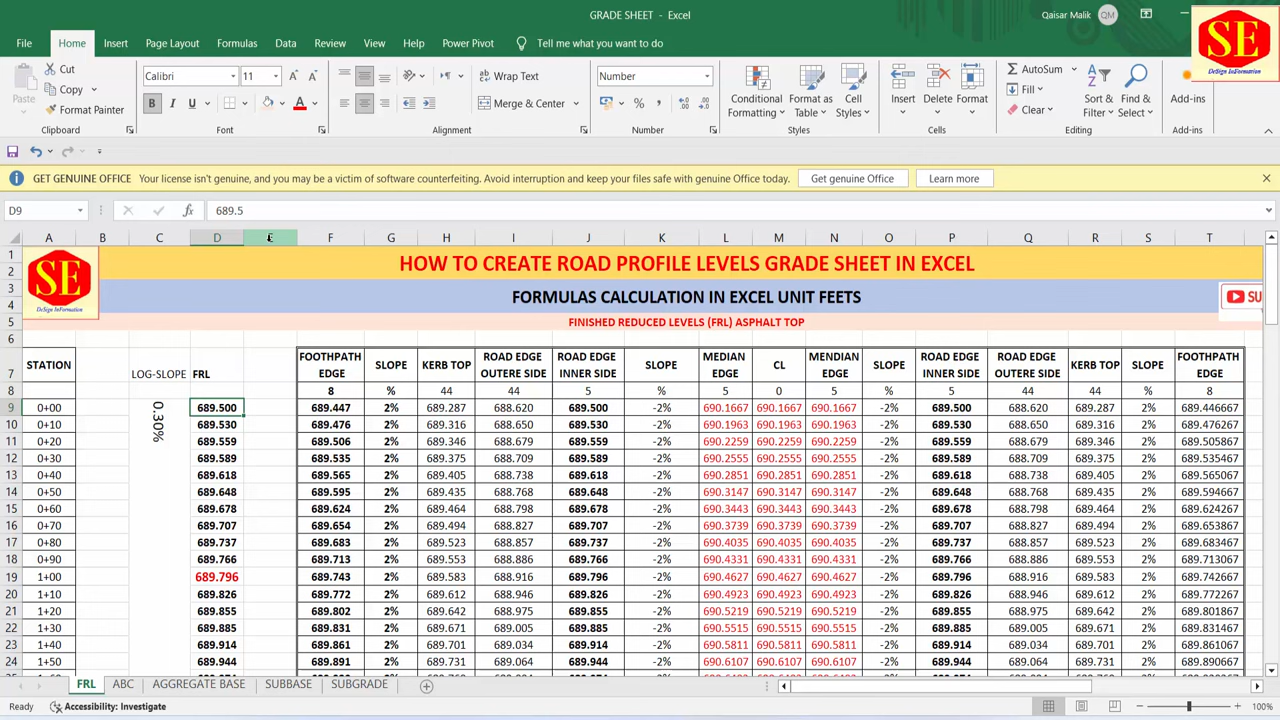 GRADE SHEET - Excel
Qaisar Malik QM
SE
DeSign InFormation
File Home Insert Page Layout Formulas Data Review View Help Power Pivot Tell me what you want to do
Cut
Copy
Format Painter
Paste
Clipboard
Calibri 11
B I U A
Font
Wrap Text
Merge & Center
Alignment
Number
% ,
Number
Conditional Formatting
Format as Table
Cell Styles
Styles
Insert Delete Format
Cells
AutoSum
Fill
Clear
Sort & Filter
Find & Select
Editing
Add-ins
Add-ins
GET GENUINE OFFICE Your license isn't genuine, and you may be a victim of software counterfeiting. Avoid interruption and keep your files safe with genuine Office today. Get genuine Office Learn more
D9 fx 689.5
A B C D E F G H I J K L M N O P Q R S T
1 HOW TO CREATE ROAD PROFILE LEVELS GRADE SHEET IN EXCEL
2
SE
DeSign InFormation
3 FORMULAS CALCULATION IN EXCEL UNIT FEETS
4
SU
5 FINISHED REDUCED LEVELS (FRL) ASPHALT TOP
6
7 STATION LOG-SLOPE FRL FOOTHPATH EDGE SLOPE KERB TOP ROAD EDGE OUTERE SIDE ROAD EDGE INNER SIDE SLOPE MEDIAN EDGE CL MENDIAN EDGE SLOPE ROAD EDGE INNER SIDE ROAD EDGE OUTERE SIDE KERB TOP SLOPE FOOTHPATH EDGE
8 8 % 44 44 5 % 5 0 5 % 5 44 44 % 8
9 0+00 0.30% 689.500 689.447 2% 689.287 688.620 689.500 -2% 690.1667 690.1667 690.1667 -2% 689.500 688.620 689.287 2% 689.446667
10 0+10 689.530 689.476 2% 689.316 688.650 689.530 -2% 690.1963 690.1963 690.1963 -2% 689.530 688.650 689.316 2% 689.476267
11 0+20 689.559 689.506 2% 689.346 688.679 689.559 -2% 690.2259 690.2259 690.2259 -2% 689.559 688.679 689.346 2% 689.505867
12 0+30 689.589 689.535 2% 689.375 688.709 689.589 -2% 690.2555 690.2555 690.2555 -2% 689.589 688.709 689.375 2% 689.535467
13 0+40 689.618 689.565 2% 689.405 688.738 689.618 -2% 690.2851 690.2851 690.2851 -2% 689.618 688.738 689.405 2% 689.565067
14 0+50 689.648 689.595 2% 689.435 688.768 689.648 -2% 690.3147 690.3147 690.3147 -2% 689.648 688.768 689.435 2% 689.594667
15 0+60 689.678 689.624 2% 689.464 688.798 689.678 -2% 690.3443 690.3443 690.3443 -2% 689.678 688.798 689.464 2% 689.624267
16 0+70 689.707 689.654 2% 689.494 688.827 689.707 -2% 690.3739 690.3739 690.3739 -2% 689.707 688.827 689.494 2% 689.653867
17 0+80 689.737 689.683 2% 689.523 688.857 689.737 -2% 690.4035 690.4035 690.4035 -2% 689.737 688.857 689.523 2% 689.683467
18 0+90 689.766 689.713 2% 689.553 688.886 689.766 -2% 690.4331 690.4331 690.4331 -2% 689.766 688.886 689.553 2% 689.713067
19 1+00 689.796 689.743 2% 689.583 688.916 689.796 -2% 690.4627 690.4627 690.4627 -2% 689.796 688.916 689.583 2% 689.742667
20 1+10 689.826 689.772 2% 689.612 688.946 689.826 -2% 690.4923 690.4923 690.4923 -2% 689.826 688.946 689.612 2% 689.772267
21 1+20 689.855 689.802 2% 689.642 688.975 689.855 -2% 690.5219 690.5219 690.5219 -2% 689.855 688.975 689.642 2% 689.801867
22 1+30 689.885 689.831 2% 689.671 689.005 689.885 -2% 690.5515 690.5515 690.5515 -2% 689.885 689.005 689.671 2% 689.831467
23 1+40 689.914 689.861 2% 689.701 689.034 689.914 -2% 690.5811 690.5811 690.5811 -2% 689.914 689.034 689.701 2% 689.861067
24 1+50 689.944 689.891 2% 689.731 689.064 689.944 -2% 690.6107 690.6107 690.6107 -2% 689.944 689.064 689.731 2% 689.890667
FRL ABC AGGREGATE BASE SUBBASE SUBGRADE
Ready Accessibility: Investigate 100%